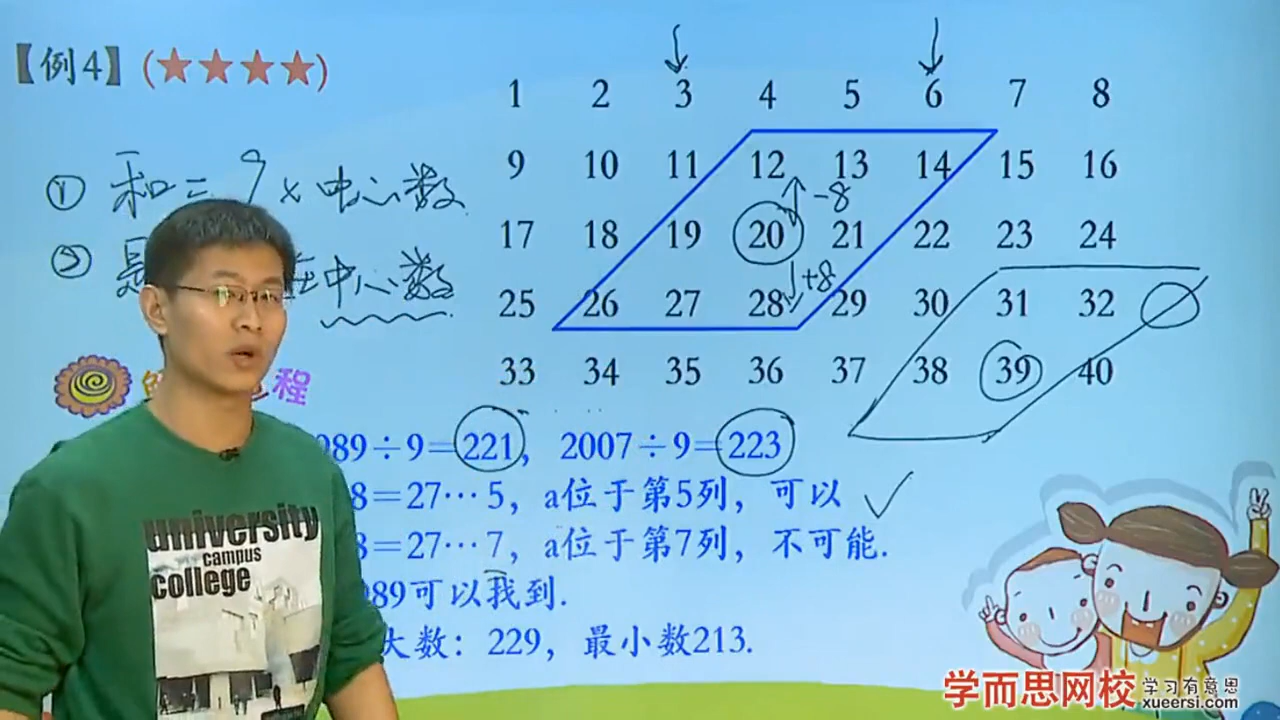 【例4】(★★★★)
1 2 3 4 5 6 7 8
9 10 11 12 13 14 15 16
17 18 19 20 21 22 23 24
25 26 27 28 29 30 31 32
33 34 35 36 37 38 39 40
-8
+8
① 和=9×中心数
② 是 在中心数
程
989÷9=221，2007÷9=223
8=27…5，a位于第5列，可以 ✓
8=27…7，a位于第7列，不可能.
989可以找到.
大数：229，最小数213.
university
campus
college
学而思网校 学习有意思
xueersi.com